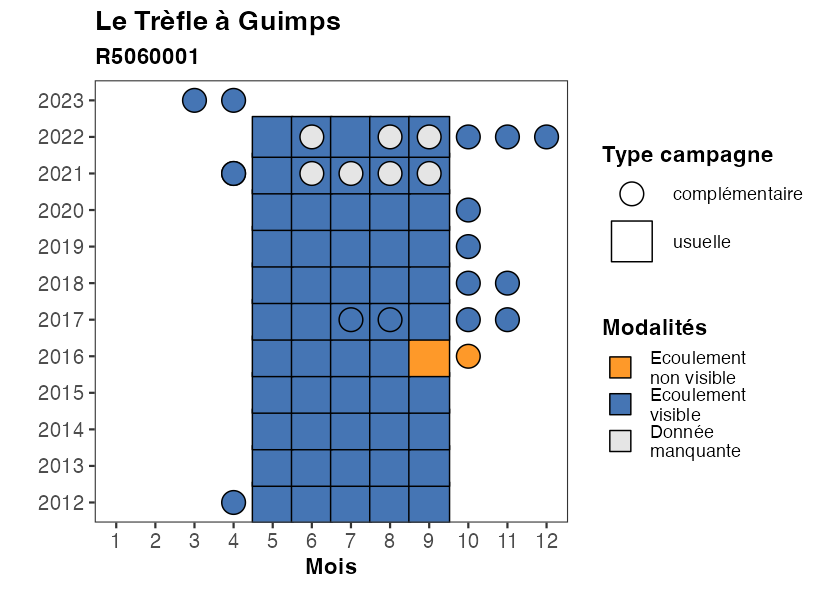 Le Trèfle à Guimps
R5060001
2023
2022
2021
2020
2019
2018
2017
2016
2015
2014
2013
2012
1 2 3 4 5 6 7 8 9 10 11 12
Mois
Type campagne
complémentaire
usuelle
Modalités
Ecoulement
non visible
Ecoulement
visible
Donnée
manquante